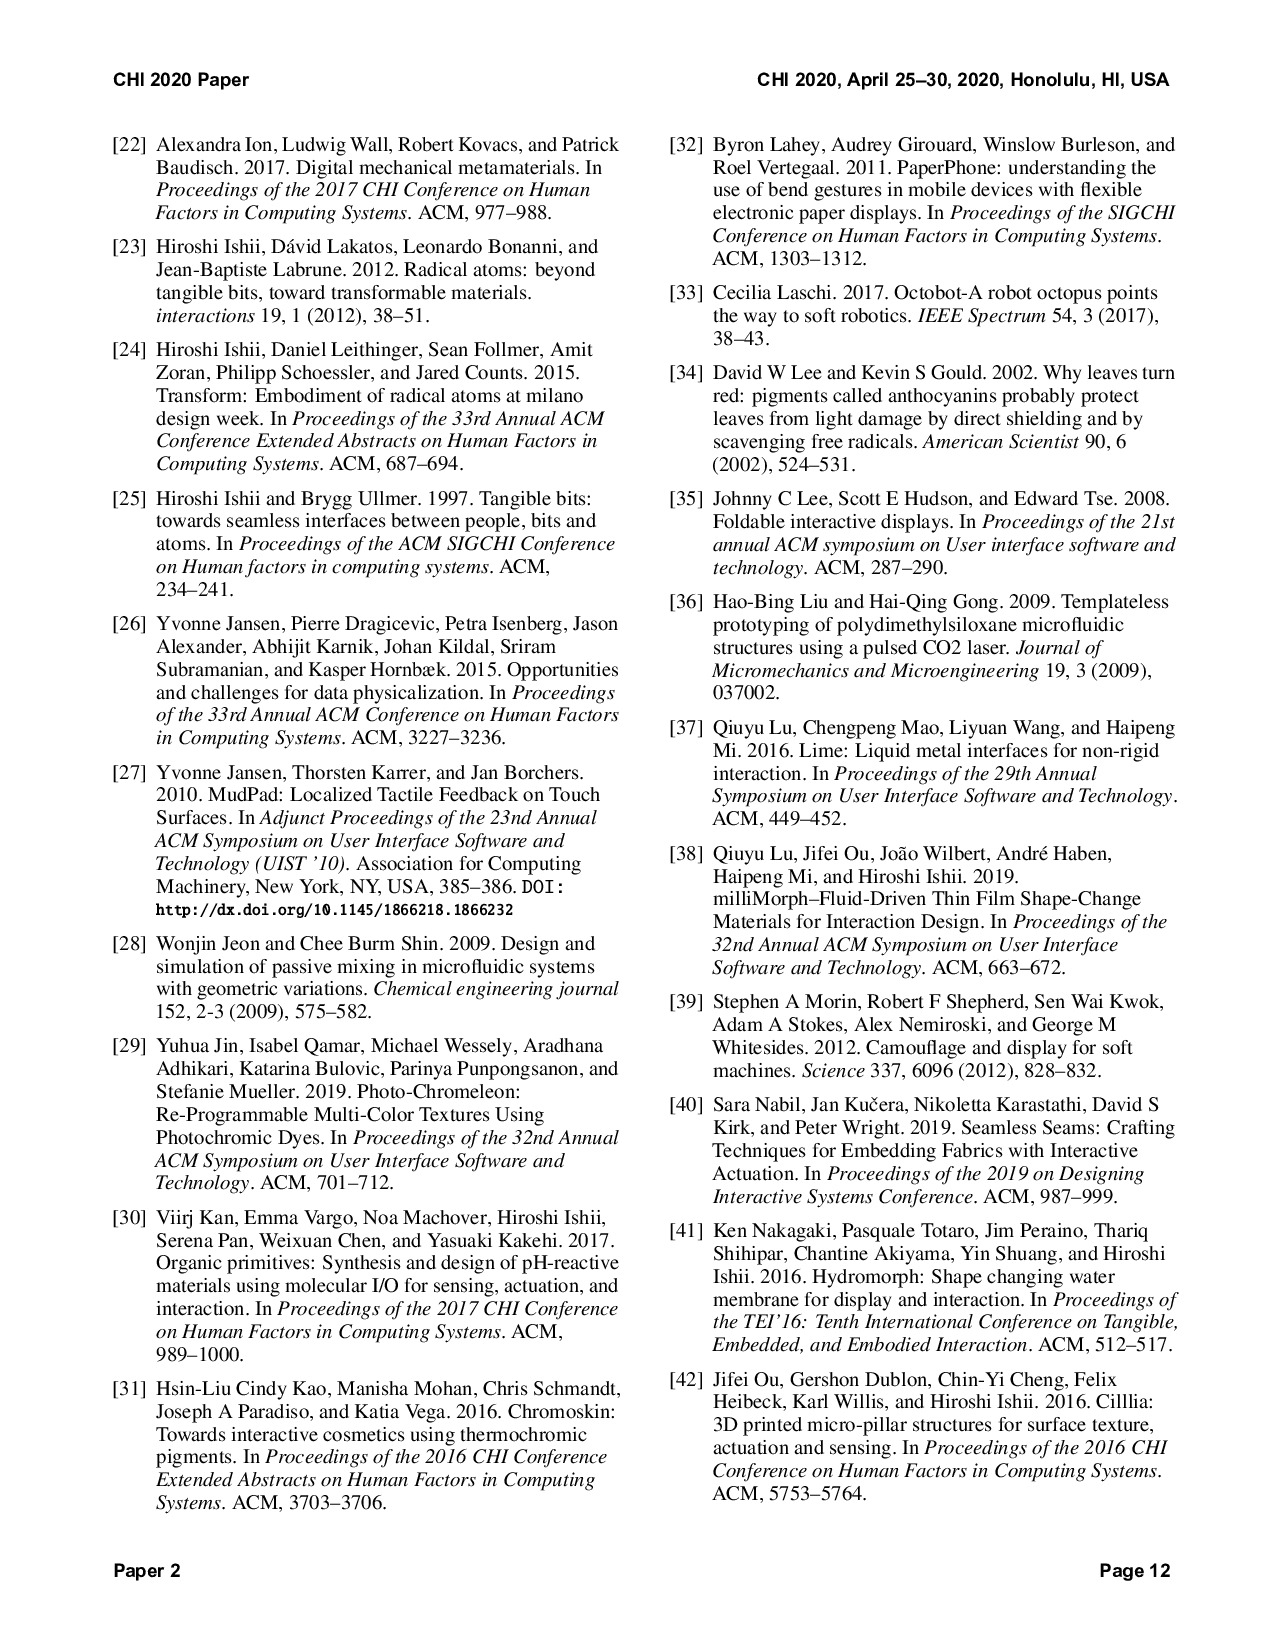 CHI 2020 Paper
CHI 2020, April 25–30, 2020, Honolulu, HI, USA
[22] Alexandra Ion, Ludwig Wall, Robert Kovacs, and Patrick
Baudisch. 2017. Digital mechanical metamaterials. In
Proceedings of the 2017 CHI Conference on Human
Factors in Computing Systems. ACM, 977–988.
[23] Hiroshi Ishii, Dávid Lakatos, Leonardo Bonanni, and
Jean-Baptiste Labrune. 2012. Radical atoms: beyond
tangible bits, toward transformable materials.
interactions 19, 1 (2012), 38–51.
[24] Hiroshi Ishii, Daniel Leithinger, Sean Follmer, Amit
Zoran, Philipp Schoessler, and Jared Counts. 2015.
Transform: Embodiment of radical atoms at milano
design week. In Proceedings of the 33rd Annual ACM
Conference Extended Abstracts on Human Factors in
Computing Systems. ACM, 687–694.
[25] Hiroshi Ishii and Brygg Ullmer. 1997. Tangible bits:
towards seamless interfaces between people, bits and
atoms. In Proceedings of the ACM SIGCHI Conference
on Human factors in computing systems. ACM,
234–241.
[26] Yvonne Jansen, Pierre Dragicevic, Petra Isenberg, Jason
Alexander, Abhijit Karnik, Johan Kildal, Sriram
Subramanian, and Kasper Hornbæk. 2015. Opportunities
and challenges for data physicalization. In Proceedings
of the 33rd Annual ACM Conference on Human Factors
in Computing Systems. ACM, 3227–3236.
[27] Yvonne Jansen, Thorsten Karrer, and Jan Borchers.
2010. MudPad: Localized Tactile Feedback on Touch
Surfaces. In Adjunct Proceedings of the 23nd Annual
ACM Symposium on User Interface Software and
Technology (UIST ’10). Association for Computing
Machinery, New York, NY, USA, 385–386. DOI:
http://dx.doi.org/10.1145/1866218.1866232
[28] Wonjin Jeon and Chee Burm Shin. 2009. Design and
simulation of passive mixing in microfluidic systems
with geometric variations. Chemical engineering journal
152, 2-3 (2009), 575–582.
[29] Yuhua Jin, Isabel Qamar, Michael Wessely, Aradhana
Adhikari, Katarina Bulovic, Parinya Punpongsanon, and
Stefanie Mueller. 2019. Photo-Chromeleon:
Re-Programmable Multi-Color Textures Using
Photochromic Dyes. In Proceedings of the 32nd Annual
ACM Symposium on User Interface Software and
Technology. ACM, 701–712.
[30] Viirj Kan, Emma Vargo, Noa Machover, Hiroshi Ishii,
Serena Pan, Weixuan Chen, and Yasuaki Kakehi. 2017.
Organic primitives: Synthesis and design of pH-reactive
materials using molecular I/O for sensing, actuation, and
interaction. In Proceedings of the 2017 CHI Conference
on Human Factors in Computing Systems. ACM,
989–1000.
[31] Hsin-Liu Cindy Kao, Manisha Mohan, Chris Schmandt,
Joseph A Paradiso, and Katia Vega. 2016. Chromoskin:
Towards interactive cosmetics using thermochromic
pigments. In Proceedings of the 2016 CHI Conference
Extended Abstracts on Human Factors in Computing
Systems. ACM, 3703–3706.
[32] Byron Lahey, Audrey Girouard, Winslow Burleson, and
Roel Vertegaal. 2011. PaperPhone: understanding the
use of bend gestures in mobile devices with flexible
electronic paper displays. In Proceedings of the SIGCHI
Conference on Human Factors in Computing Systems.
ACM, 1303–1312.
[33] Cecilia Laschi. 2017. Octobot-A robot octopus points
the way to soft robotics. IEEE Spectrum 54, 3 (2017),
38–43.
[34] David W Lee and Kevin S Gould. 2002. Why leaves turn
red: pigments called anthocyanins probably protect
leaves from light damage by direct shielding and by
scavenging free radicals. American Scientist 90, 6
(2002), 524–531.
[35] Johnny C Lee, Scott E Hudson, and Edward Tse. 2008.
Foldable interactive displays. In Proceedings of the 21st
annual ACM symposium on User interface software and
technology. ACM, 287–290.
[36] Hao-Bing Liu and Hai-Qing Gong. 2009. Templateless
prototyping of polydimethylsiloxane microfluidic
structures using a pulsed CO2 laser. Journal of
Micromechanics and Microengineering 19, 3 (2009),
037002.
[37] Qiuyu Lu, Chengpeng Mao, Liyuan Wang, and Haipeng
Mi. 2016. Lime: Liquid metal interfaces for non-rigid
interaction. In Proceedings of the 29th Annual
Symposium on User Interface Software and Technology.
ACM, 449–452.
[38] Qiuyu Lu, Jifei Ou, João Wilbert, André Haben,
Haipeng Mi, and Hiroshi Ishii. 2019.
milliMorph–Fluid-Driven Thin Film Shape-Change
Materials for Interaction Design. In Proceedings of the
32nd Annual ACM Symposium on User Interface
Software and Technology. ACM, 663–672.
[39] Stephen A Morin, Robert F Shepherd, Sen Wai Kwok,
Adam A Stokes, Alex Nemiroski, and George M
Whitesides. 2012. Camouflage and display for soft
machines. Science 337, 6096 (2012), 828–832.
[40] Sara Nabil, Jan Kučera, Nikoletta Karastathi, David S
Kirk, and Peter Wright. 2019. Seamless Seams: Crafting
Techniques for Embedding Fabrics with Interactive
Actuation. In Proceedings of the 2019 on Designing
Interactive Systems Conference. ACM, 987–999.
[41] Ken Nakagaki, Pasquale Totaro, Jim Peraino, Thariq
Shihipar, Chantine Akiyama, Yin Shuang, and Hiroshi
Ishii. 2016. Hydromorph: Shape changing water
membrane for display and interaction. In Proceedings of
the TEI’16: Tenth International Conference on Tangible,
Embedded, and Embodied Interaction. ACM, 512–517.
[42] Jifei Ou, Gershon Dublon, Chin-Yi Cheng, Felix
Heibeck, Karl Willis, and Hiroshi Ishii. 2016. Cilllia:
3D printed micro-pillar structures for surface texture,
actuation and sensing. In Proceedings of the 2016 CHI
Conference on Human Factors in Computing Systems.
ACM, 5753–5764.
Paper 2
Page 12